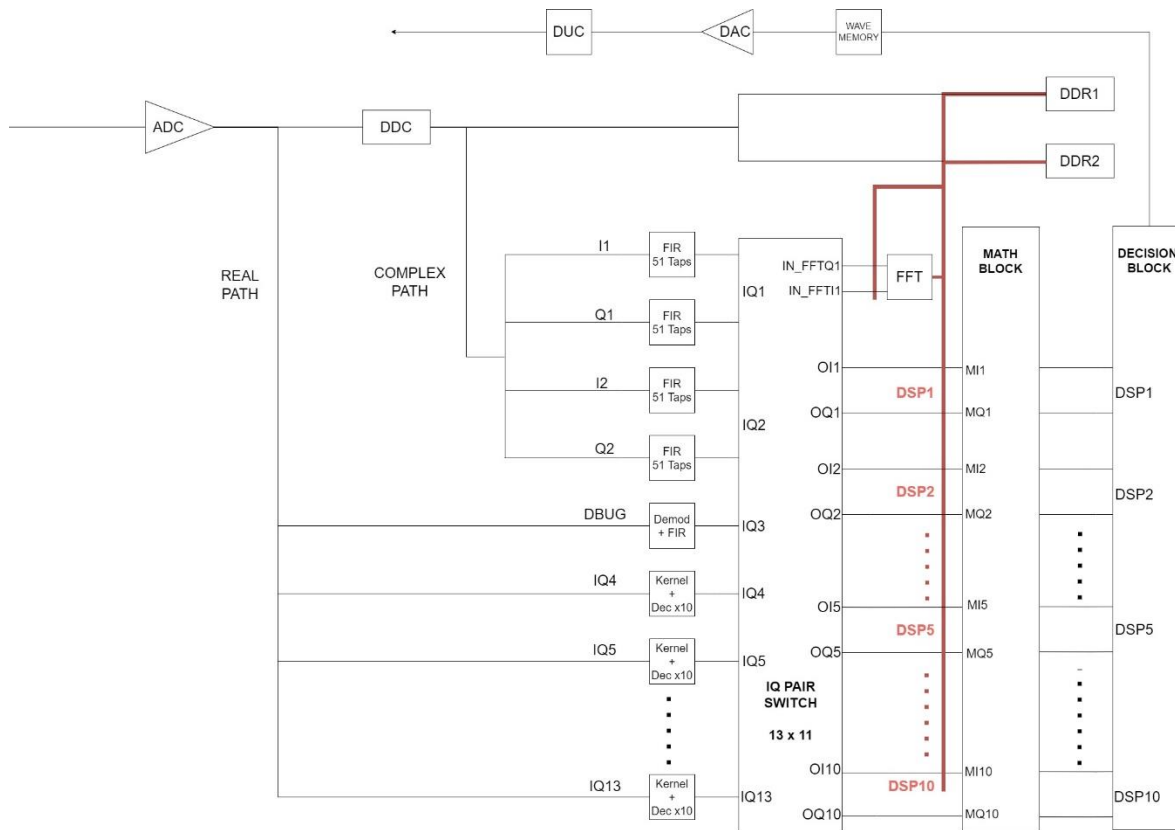 DUC
DAC
WAVE
MEMORY
ADC
DDC
DDR1
DDR2
REAL
PATH
COMPLEX
PATH
I1
FIR
51 Taps
Q1
FIR
51 Taps
I2
FIR
51 Taps
Q2
FIR
51 Taps
DBUG
Demod
+ FIR
IQ4
Kernel
+
Dec x10
IQ5
Kernel
+
Dec x10
IQ13
Kernel
+
Dec x10
IQ1
IQ2
IQ3
IQ4
IQ5
IQ13
IQ PAIR
SWITCH
13 x 11
IN_FFTQ1
IN_FFTI1
FFT
OI1
OQ1
OI2
OQ2
OI5
OQ5
OI10
OQ10
DSP1
DSP2
DSP5
DSP10
MATH
BLOCK
MI1
MQ1
MI2
MQ2
MI5
MQ5
MI10
MQ10
DECISION
BLOCK
DSP1
DSP2
DSP5
DSP10